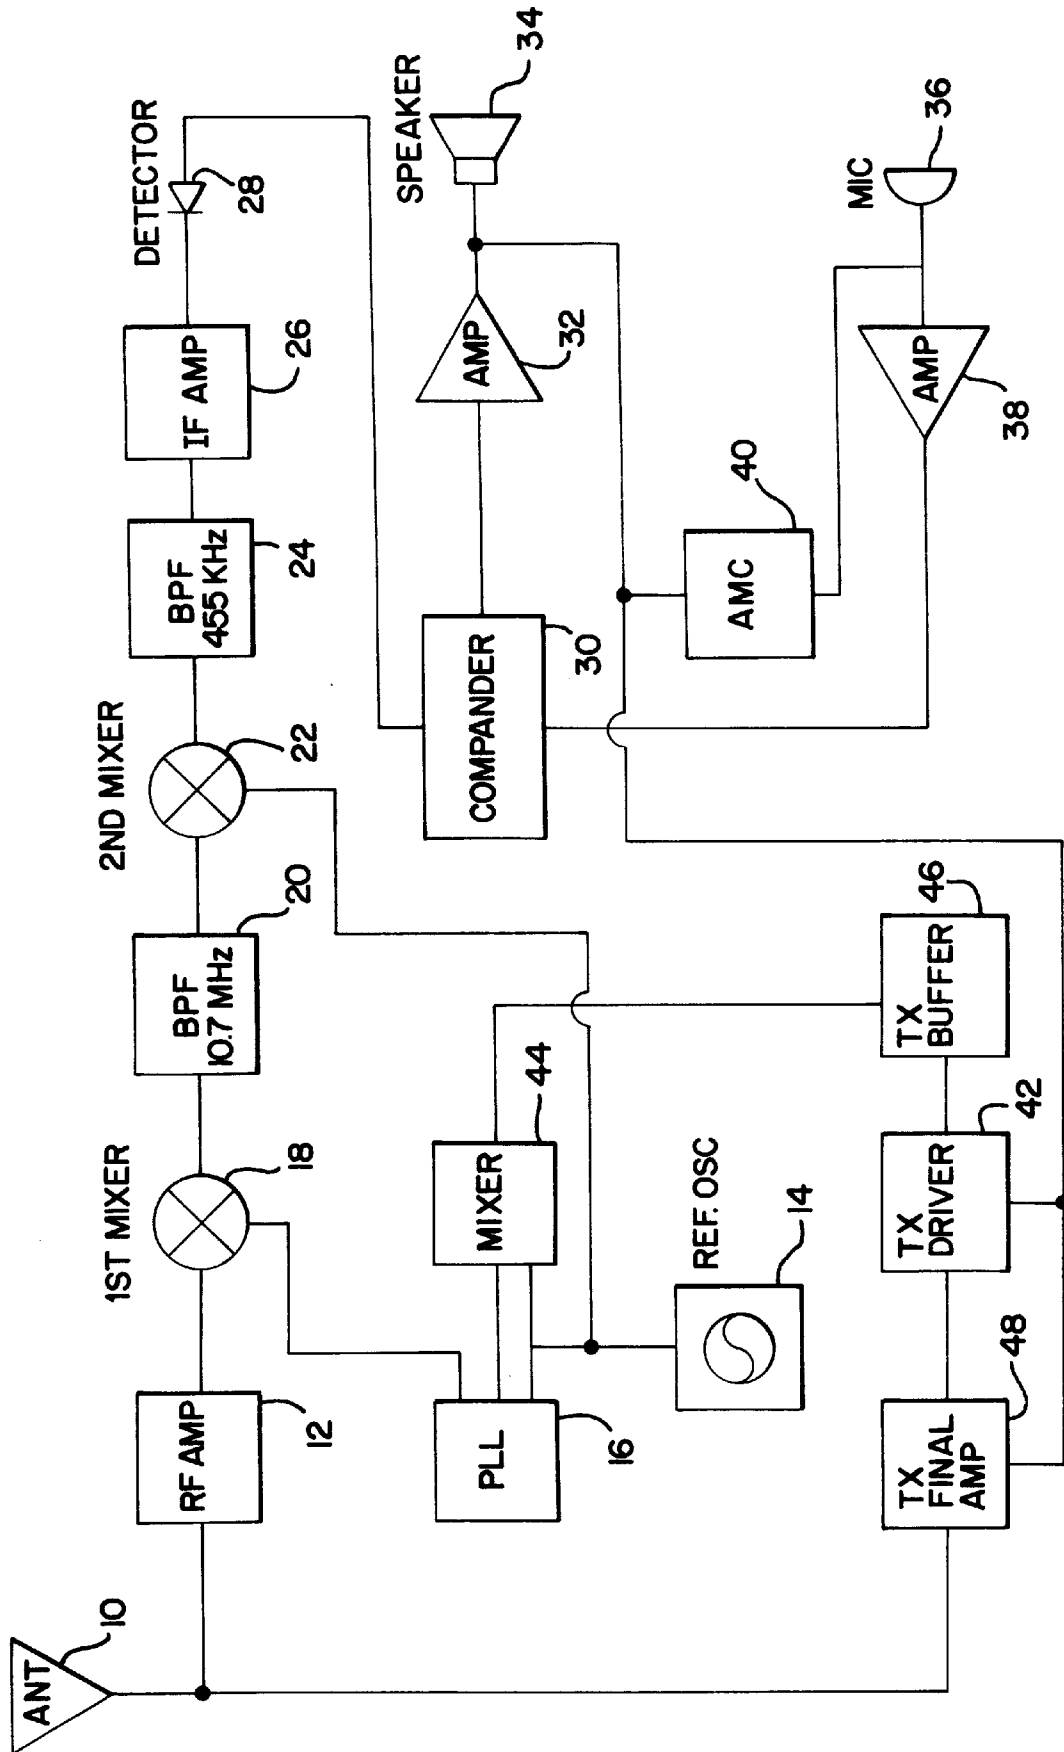 ANT
10
RF AMP
12
1ST MIXER
18
BPF
10.7 MHz
20
2ND MIXER
22
BPF
455 KHz
24
IF AMP
26
DETECTOR
28
PLL
16
MIXER
44
REF. OSC
14
COMPANDER
30
AMP
32
SPEAKER
34
AMC
40
MIC
36
AMP
38
TX
FINAL
AMP
48
TX
DRIVER
42
TX
BUFFER
46